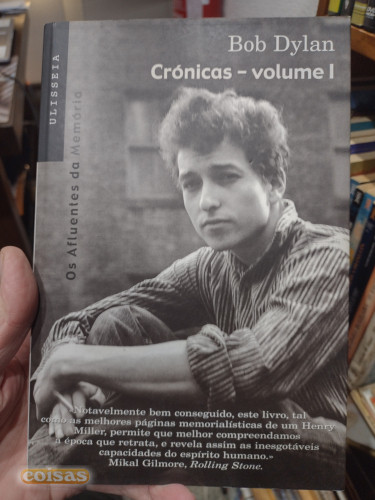 ULISSEIA
Bob Dylan
Crónicas – volume I
Os Afluentes da Memória
«Notavelmente bem conseguido, este livro, tal
como as melhores páginas memorialísticas de um Henry
Miller, permite que melhor compreendamos
a época que retrata, e revela assim as inesgotáveis
capacidades do espírito humano.»
Mikal Gilmore, Rolling Stone.
coisas